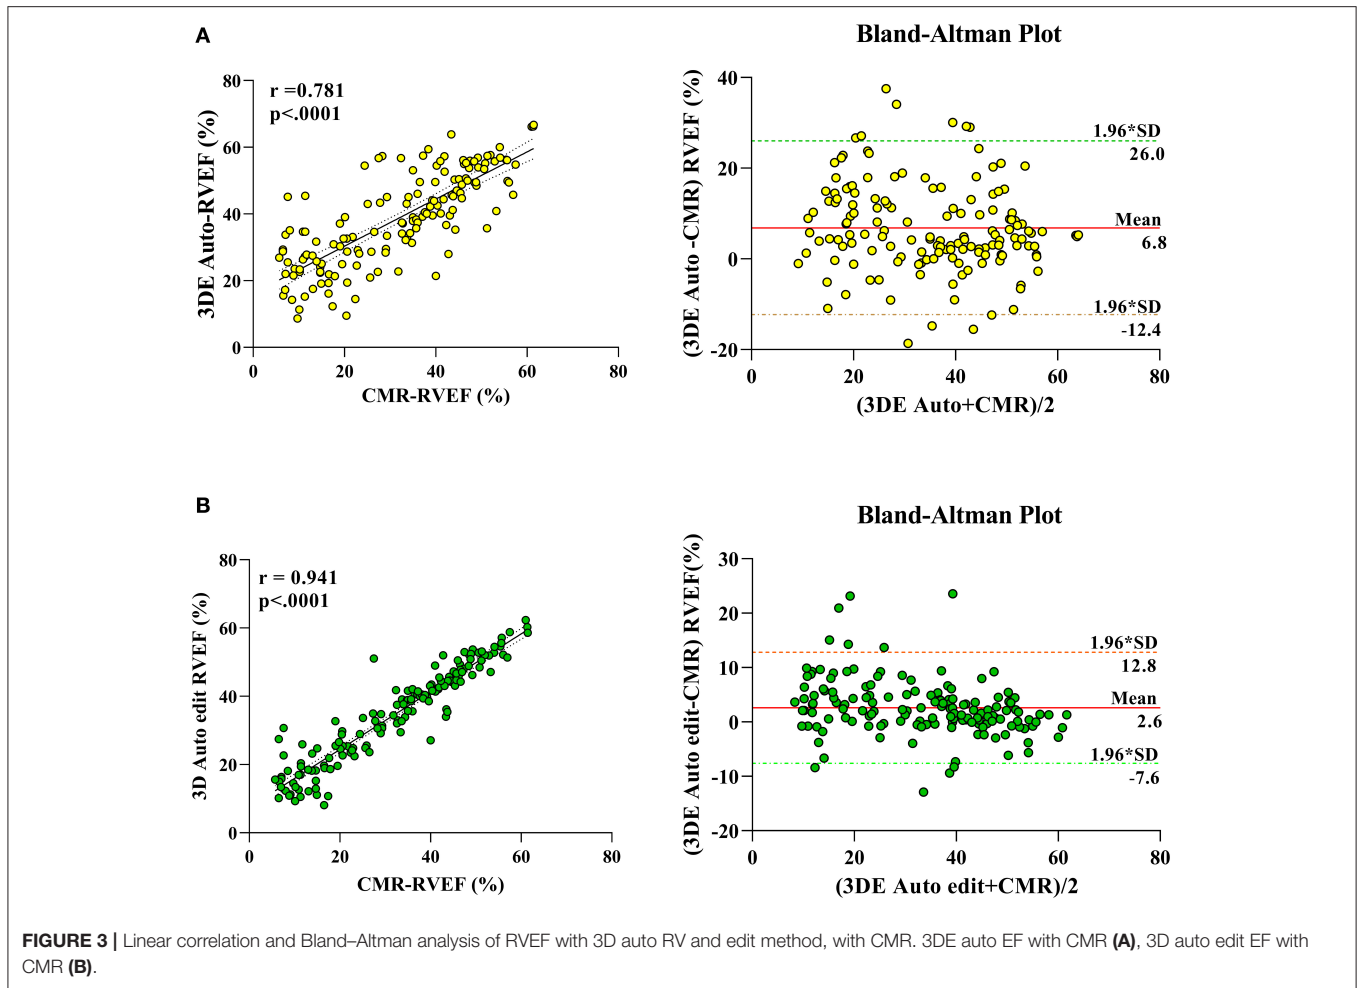 A
Bland-Altman Plot
r =0.781
p<.0001
3DE Auto-RVEF (%)
80
60
40
20
0
0 20 40 60 80
CMR-RVEF (%)
(3DE Auto -CMR) RVEF (%)
40
20
0
-20
1.96*SD
26.0
Mean
6.8
1.96*SD
-12.4
0 20 40 60 80
(3DE Auto+CMR)/2
B
Bland-Altman Plot
r = 0.941
p<.0001
3D Auto edit RVEF (%)
80
60
40
20
0
0 20 40 60 80
CMR-RVEF (%)
(3DE Auto edit-CMR) RVEF(%)
30
20
10
0
-10
-20
1.96*SD
12.8
Mean
2.6
1.96*SD
-7.6
0 20 40 60 80
(3DE Auto edit+CMR)/2
FIGURE 3 | Linear correlation and Bland–Altman analysis of RVEF with 3D auto RV and edit method, with CMR. 3DE auto EF with CMR (A), 3D auto edit EF with
CMR (B).